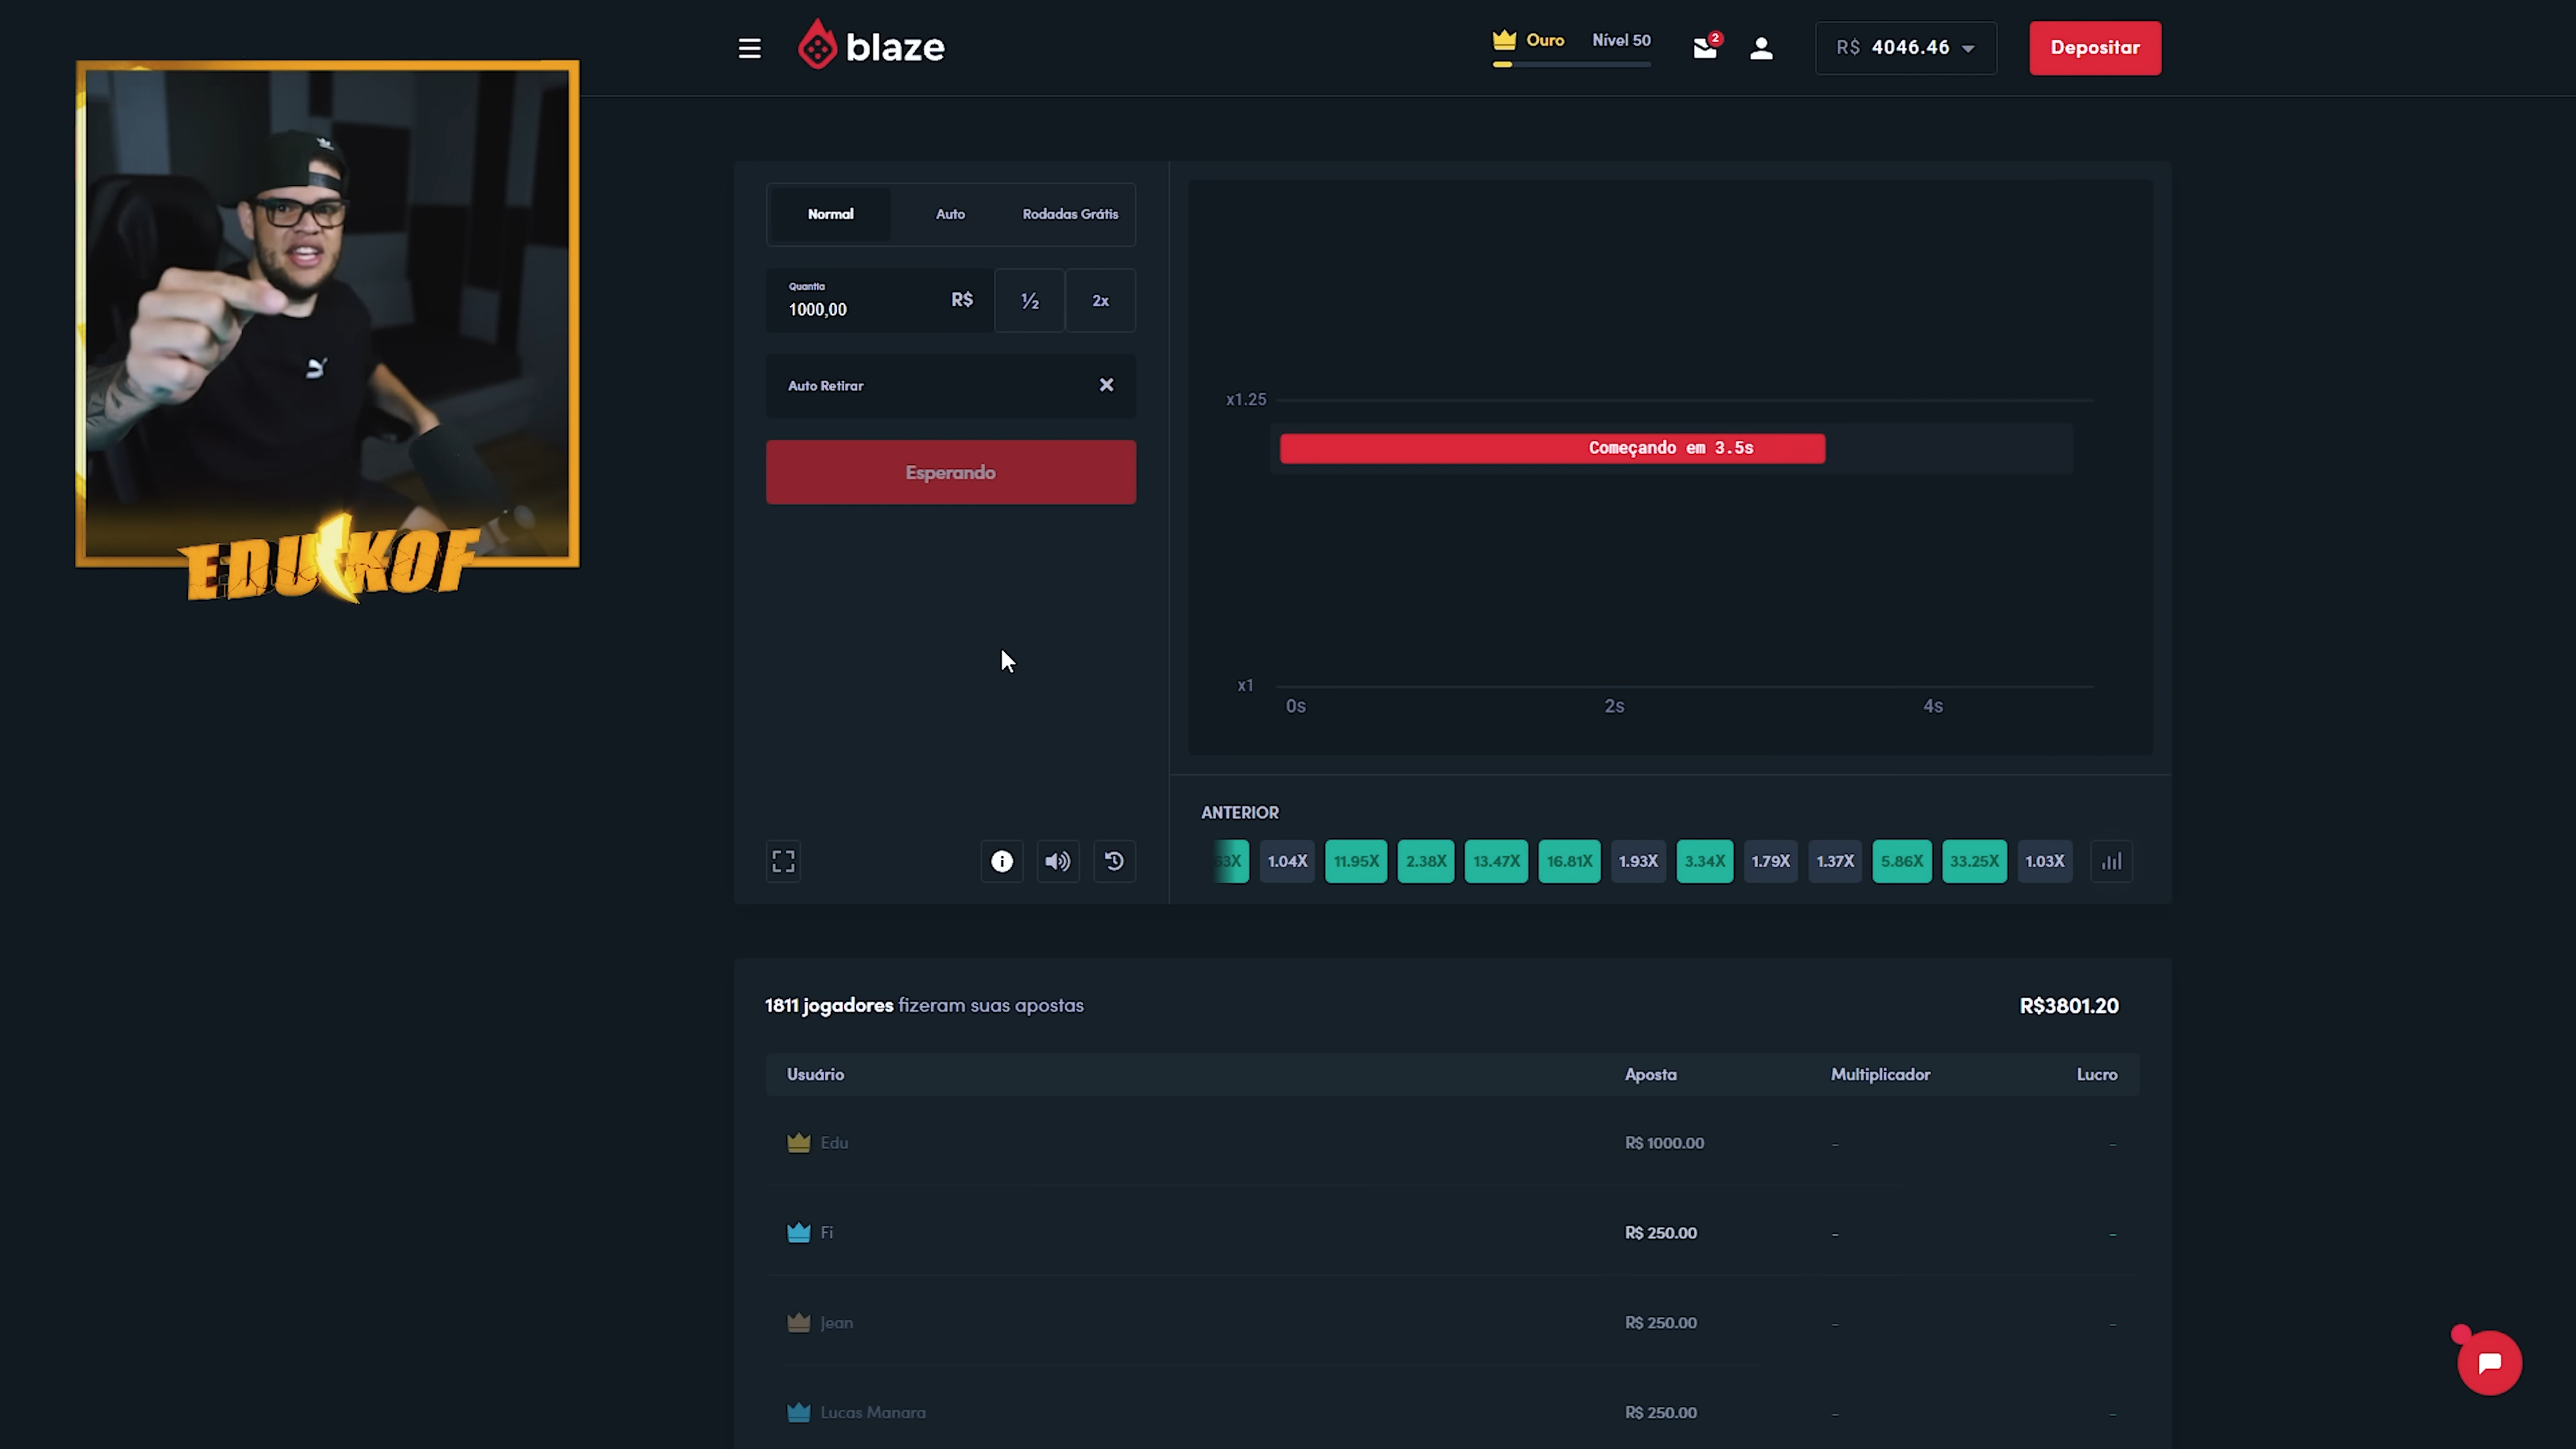 blaze
Ouro Nível 50
2
R$ 4046.46
Depositar
EDUKOF
Normal Auto Rodadas Grátis
Quantia
1000,00 R$ ½ 2x
Auto Retirar
Esperando
x1.25
Começando em 3.5s
x1
0s 2s 4s
ANTERIOR
1.04X 11.95X 2.38X 13.47X 16.81X 1.93X 3.34X 1.79X 1.37X 5.86X 33.25X 1.03X
1811 jogadores fizeram suas apostas R$3801.20
Usuário Aposta Multiplicador Lucro
Edu R$ 1000.00 - -
Fi R$ 250.00 - -
Jean R$ 250.00 - -
Lucas Manara R$ 250.00 - -